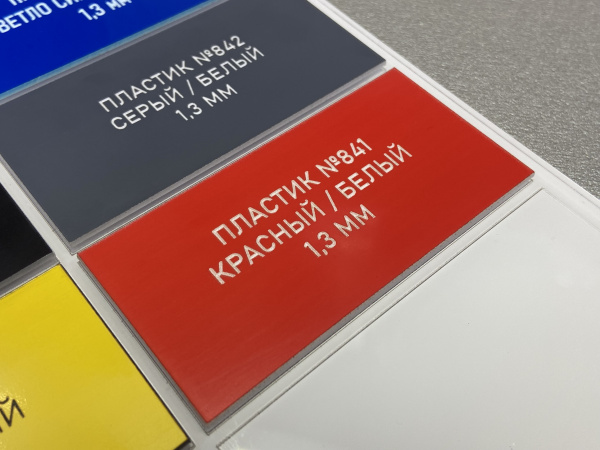 1,3 мм
ПЛАСТИК №842
СЕРЫЙ / БЕЛЫЙ
1,3 ММ
ПЛАСТИК №841
КРАСНЫЙ / БЕЛЫЙ
1,3 ММ